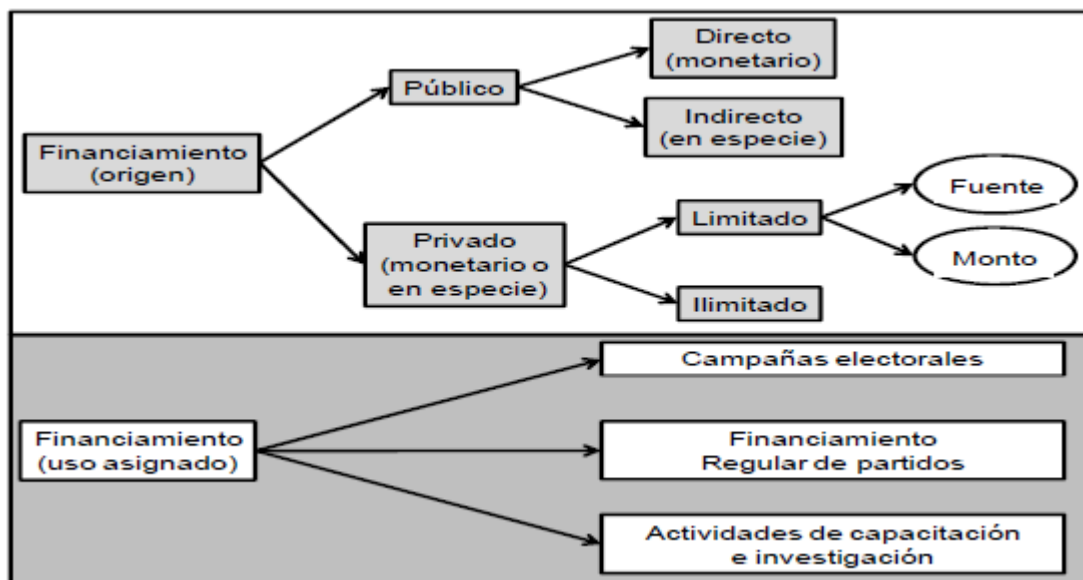 Directo
(monetario)
Público
Indirecto
(en especie)
Financiamiento
(origen)
Fuente
Limitado
Privado
(monetario o
en especie)
Monto
Ilimitado
Campañas electorales
Financiamiento
(uso asignado)
Financiamiento
Regular de partidos
Actividades de capacitación
e investigación